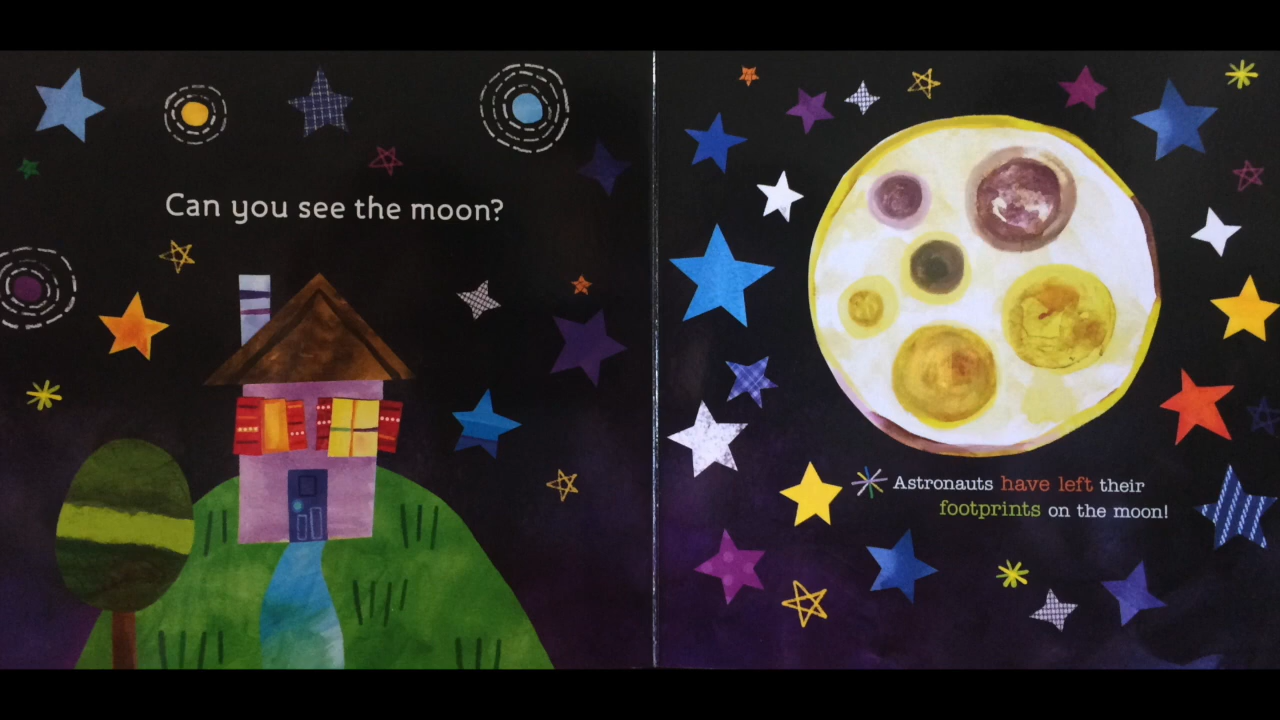 Can you see the moon?
Astronauts have left their
footprints on the moon!